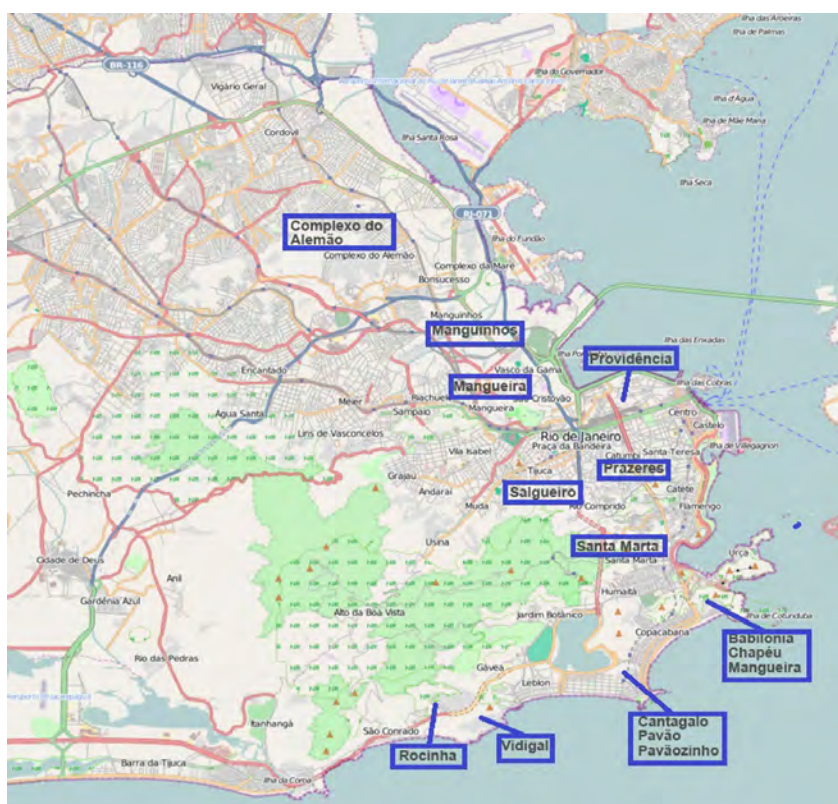 Ilha das Aroeiras
Ilha de Palmas
BR-116
Vigário Geral
Ilha do Governador
Ilha d'Água
Ilha de Mãe Maria
Cordovil
Ilha Santa Rosa
Ilha Seca
RJ-071
Complexo do
Alemão
Ilha do Fundão
Complexo do Alemão
Complexo da Maré
Bonsucesso
Manguinhos
Manguinhos
Ilha das Enxadas
Providência
Vasco da Gama
Encantado
Mangueira
Ilha das Cobras
Méier
Riachuelo
São Cristovão
Água Santa
Sampaio
Mangueira
Centro
Castelo
Lins de Vasconcelos
Rio de Janeiro
Ilha de Villegagnon
Praça da Bandeira
Vila Isabel
Catumbi
Santa Teresa
Tijuca
Prazeres
Grajaú
Pechincha
Andaraí
Salgueiro
Catete
Muda
Rio Comprido
Flamengo
Usina
Santa Marta
Urca
Cidade de Deus
Santa Marta
Anil
Humaitá
Gardênia Azul
Alto da Boa Vista
Jardim Botânico
Ilha de Cotunduba
Copacabana
Babilonia
Chapéu
Mangueira
Rio das Pedras
Gávea
Leblon
Itanhangá
São Conrado
Cantagalo
Pavão
Pavãozinho
Rocinha
Vidigal
Barra da Tijuca
Ilha da Coroa